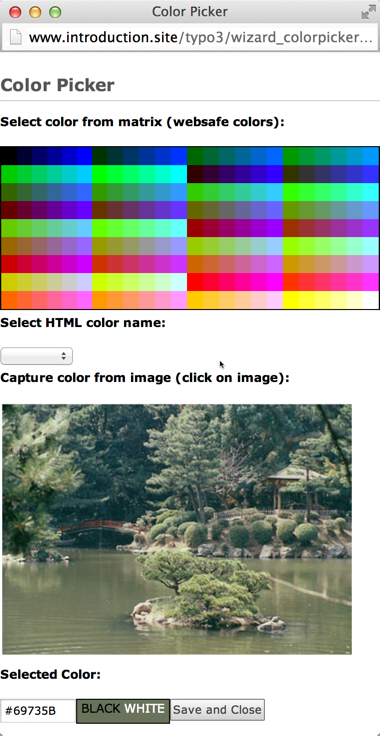 Color Picker
www.introduction.site/typo3/wizard_colorpicker...
Color Picker
Select color from matrix (websafe colors):
Select HTML color name:
Capture color from image (click on image):
Selected Color:
#69735B BLACK WHITE Save and Close